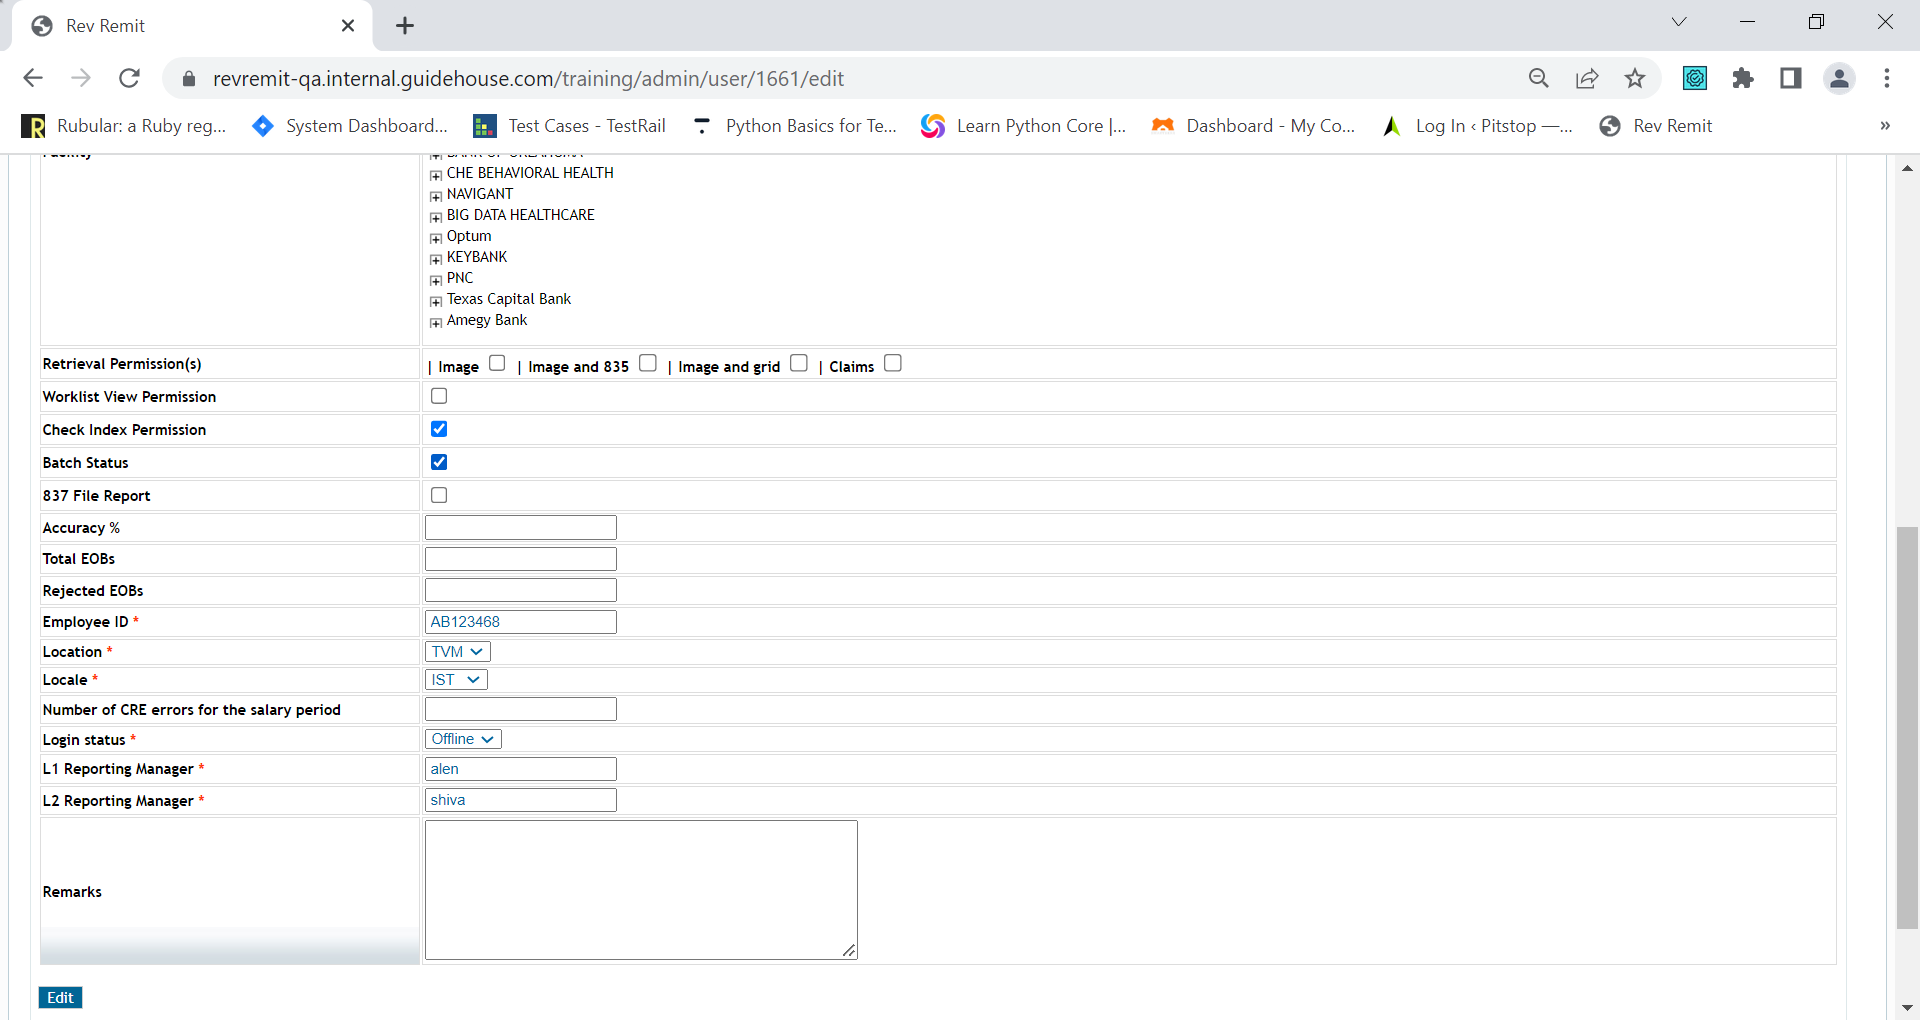 Rev Remit
revremit-qa.internal.guidehouse.com/training/admin/user/1661/edit
Rubular: a Ruby reg... System Dashboard... Test Cases - TestRail Python Basics for Te... Learn Python Core |... Dashboard - My Co... Log In ‹ Pitstop —... Rev Remit »
Facility
BANK OF OKLAHOMA
CHE BEHAVIORAL HEALTH
NAVIGANT
BIG DATA HEALTHCARE
Optum
KEYBANK
PNC
Texas Capital Bank
Amegy Bank
Retrieval Permission(s) | Image | Image and 835 | Image and grid | Claims
Worklist View Permission
Check Index Permission
Batch Status
837 File Report
Accuracy %
Total EOBs
Rejected EOBs
Employee ID * AB123468
Location * TVM
Locale * IST
Number of CRE errors for the salary period
Login status * Offline
L1 Reporting Manager * alen
L2 Reporting Manager * shiva
Remarks
Edit